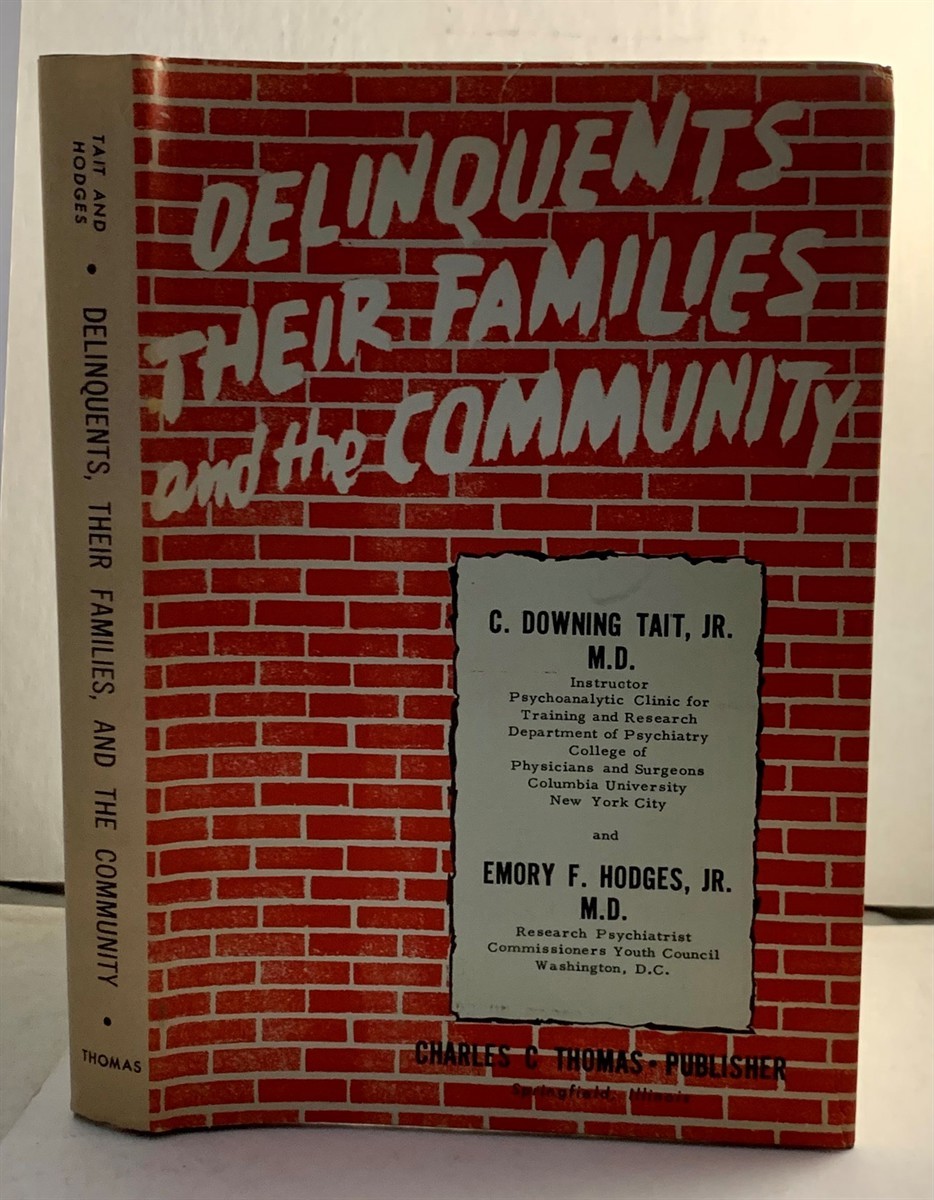 TAIT AND
HODGES
•
DELINQUENTS, THEIR FAMILIES, AND THE COMMUNITY
•
THOMAS
DELINQUENTS
THEIR FAMILIES
and the COMMUNITY
C. DOWNING TAIT, JR.
M.D.
Instructor
Psychoanalytic Clinic for
Training and Research
Department of Psychiatry
College of
Physicians and Surgeons
Columbia University
New York City
and
EMORY F. HODGES, JR.
M.D.
Research Psychiatrist
Commissioners Youth Council
Washington, D.C.
CHARLES C THOMAS • PUBLISHER
Springfield, Illinois